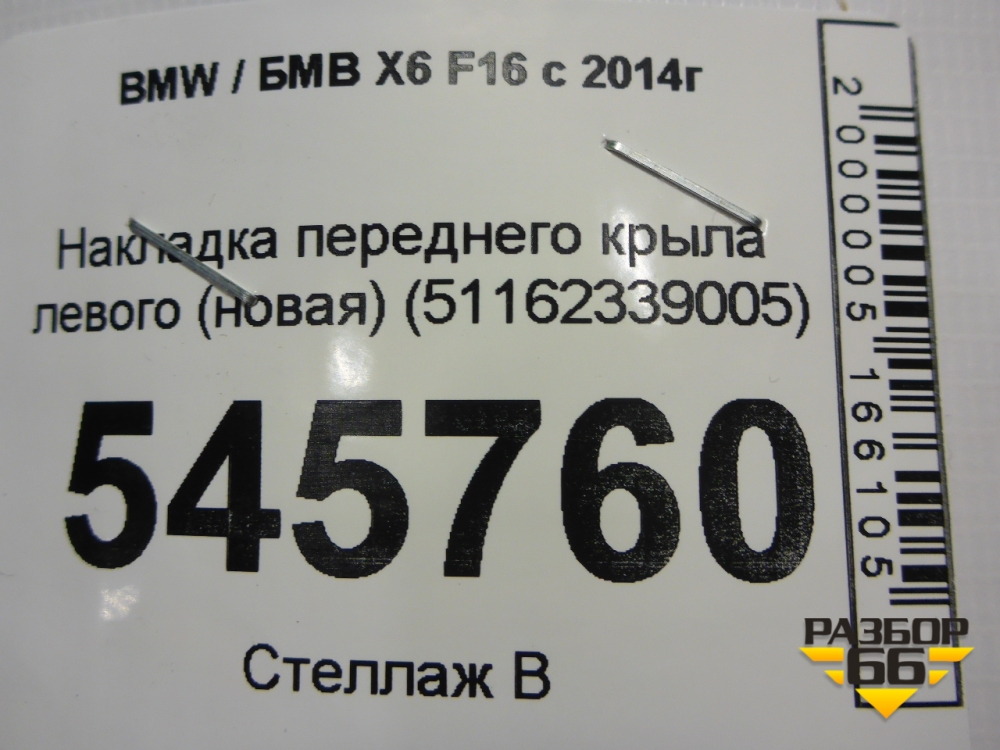 BMW / БМВ X6 F16 с 2014г
Накладка переднего крыла
левого (новая) (51162339005)
545760
Стеллаж В
2000005166105
РАЗБОР
66